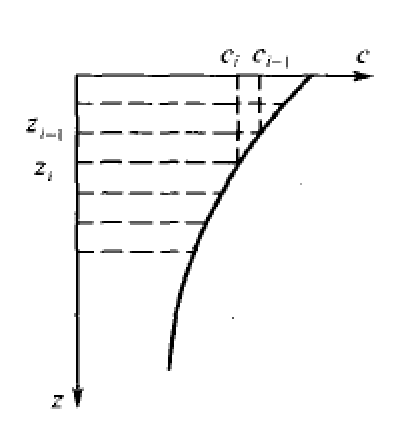 c_i c_{i-1} c
z_{i-1}
z_i
z